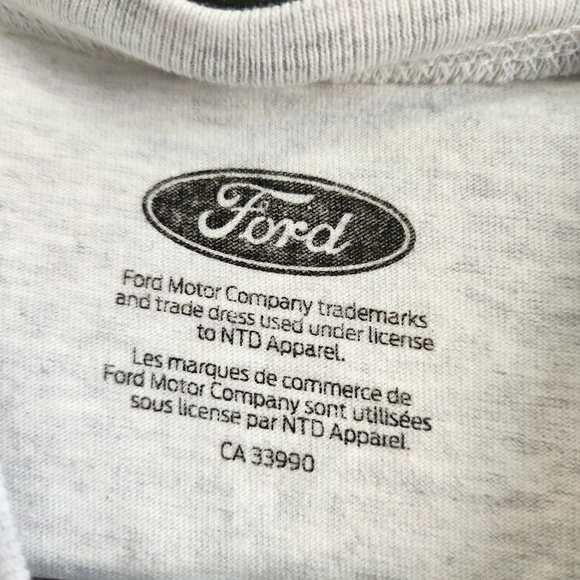 Ford
Ford Motor Company trademarks
and trade dress used under license
to NTD Apparel.
Les marques de commerce de
Ford Motor Company sont utilisées
sous license par NTD Apparel.
CA 33990